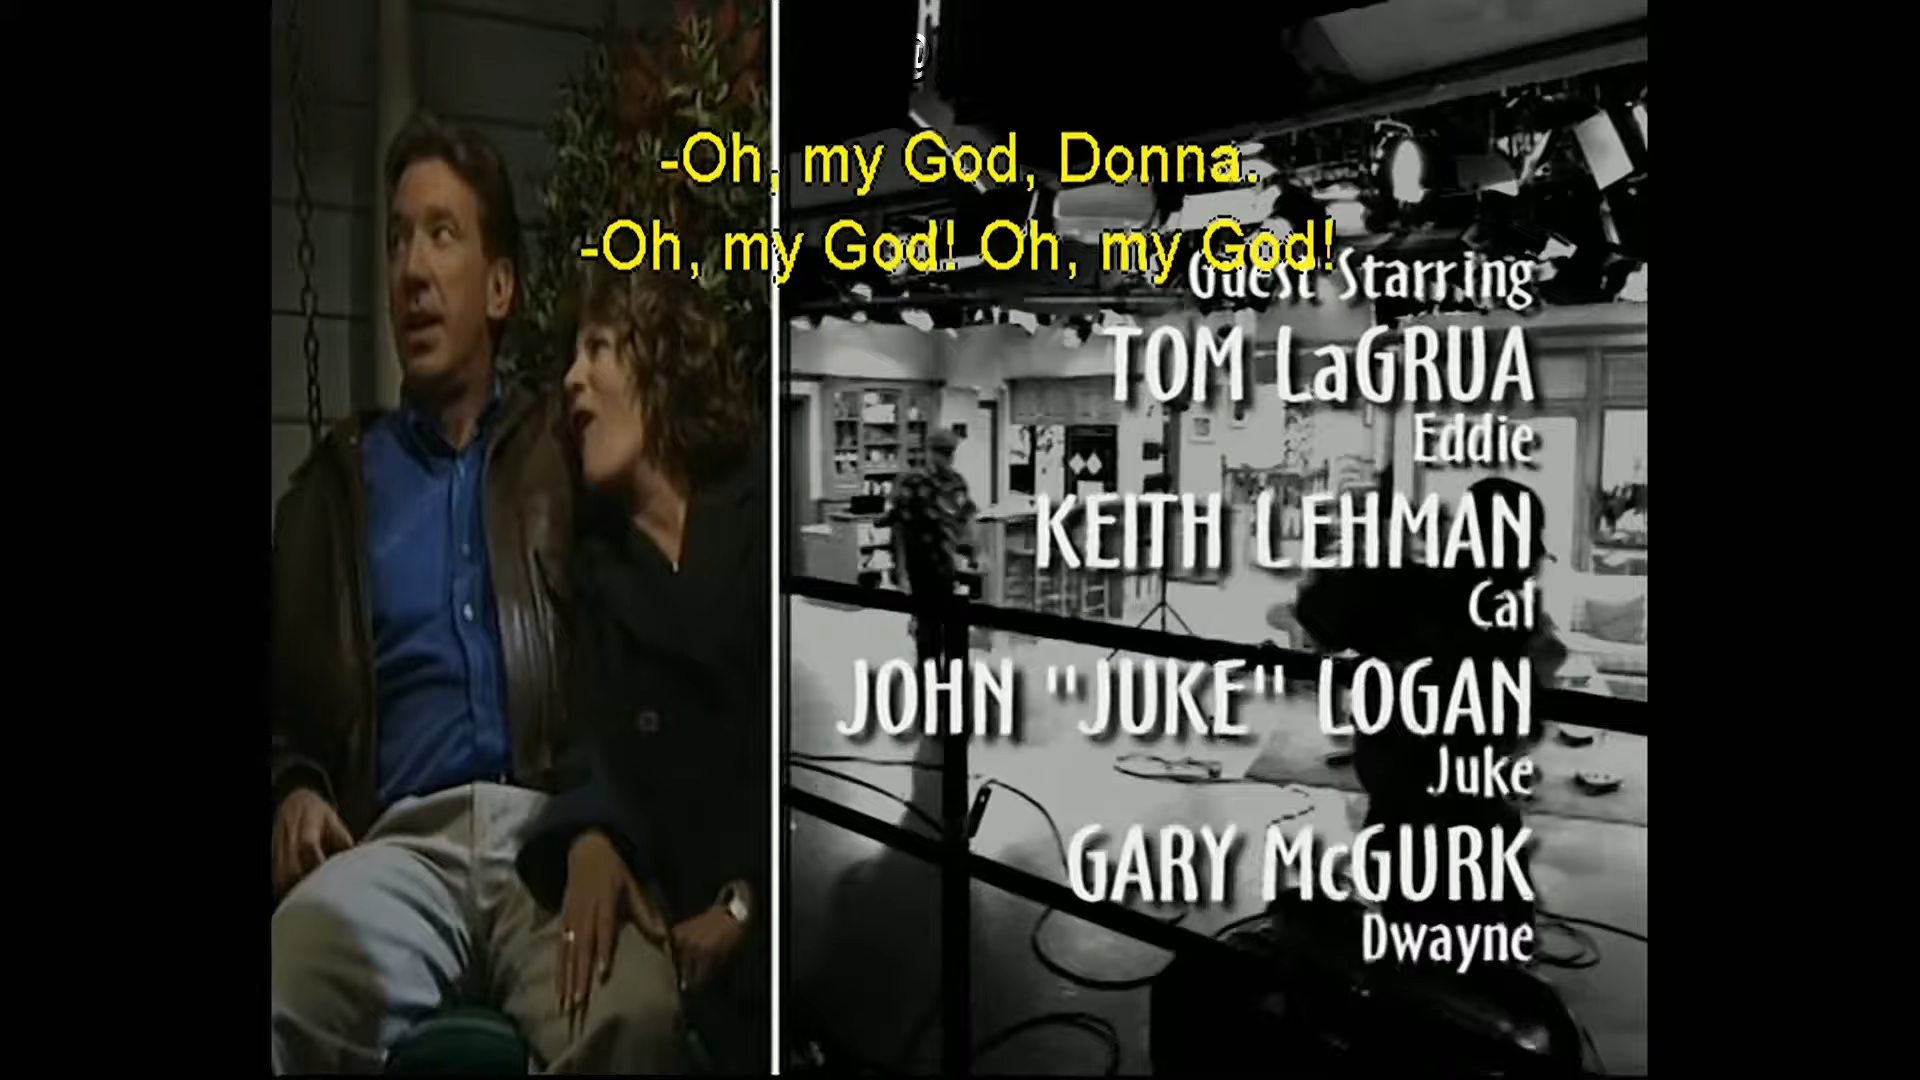 @
-Oh, my God, Donna.
-Oh, my God! Oh, my God!
Guest Starring
TOM LaGRUA
Eddie
KEITH LEHMAN
Cal
JOHN "JUKE" LOGAN
Juke
GARY McGURK
Dwayne